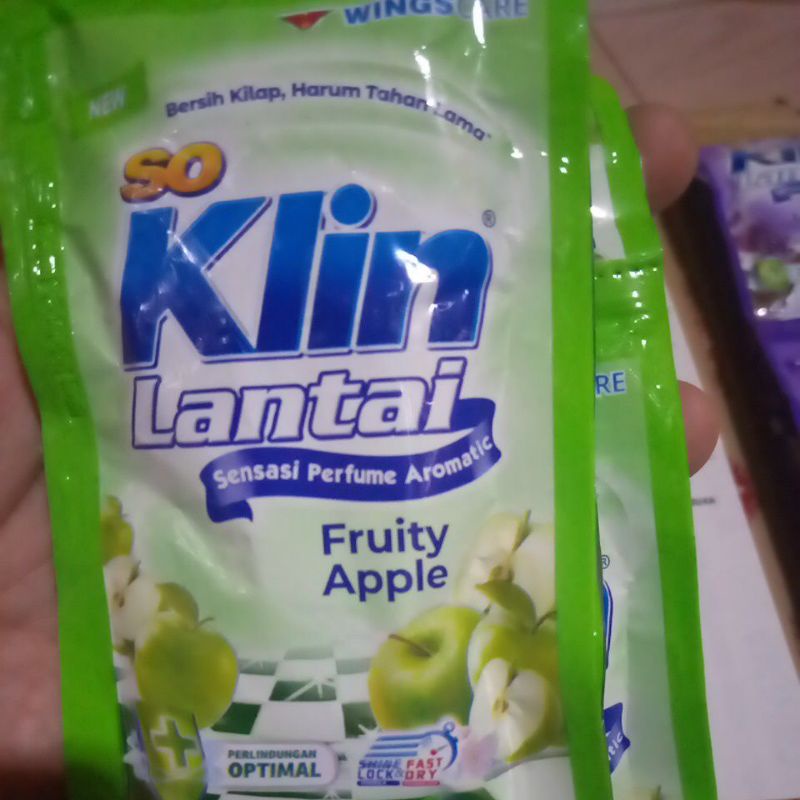 WINGSCARE
NEW
Bersih Kilap, Harum Tahan Lama
SO
Klin®
Lantai
Sensasi Perfume Aromatic
Fruity
Apple
PERLINDUNGAN
OPTIMAL
SHINE FAST
LOCK & DRY
RE
®